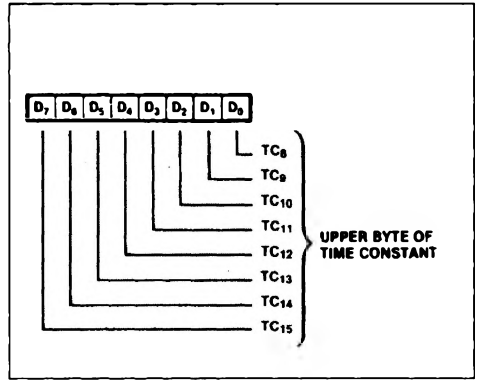 D7 D6 D5 D4 D3 D2 D1 D0
TC8
TC9
TC10
TC11
UPPER BYTE OF
TIME CONSTANT
TC12
TC13
TC14
TC15